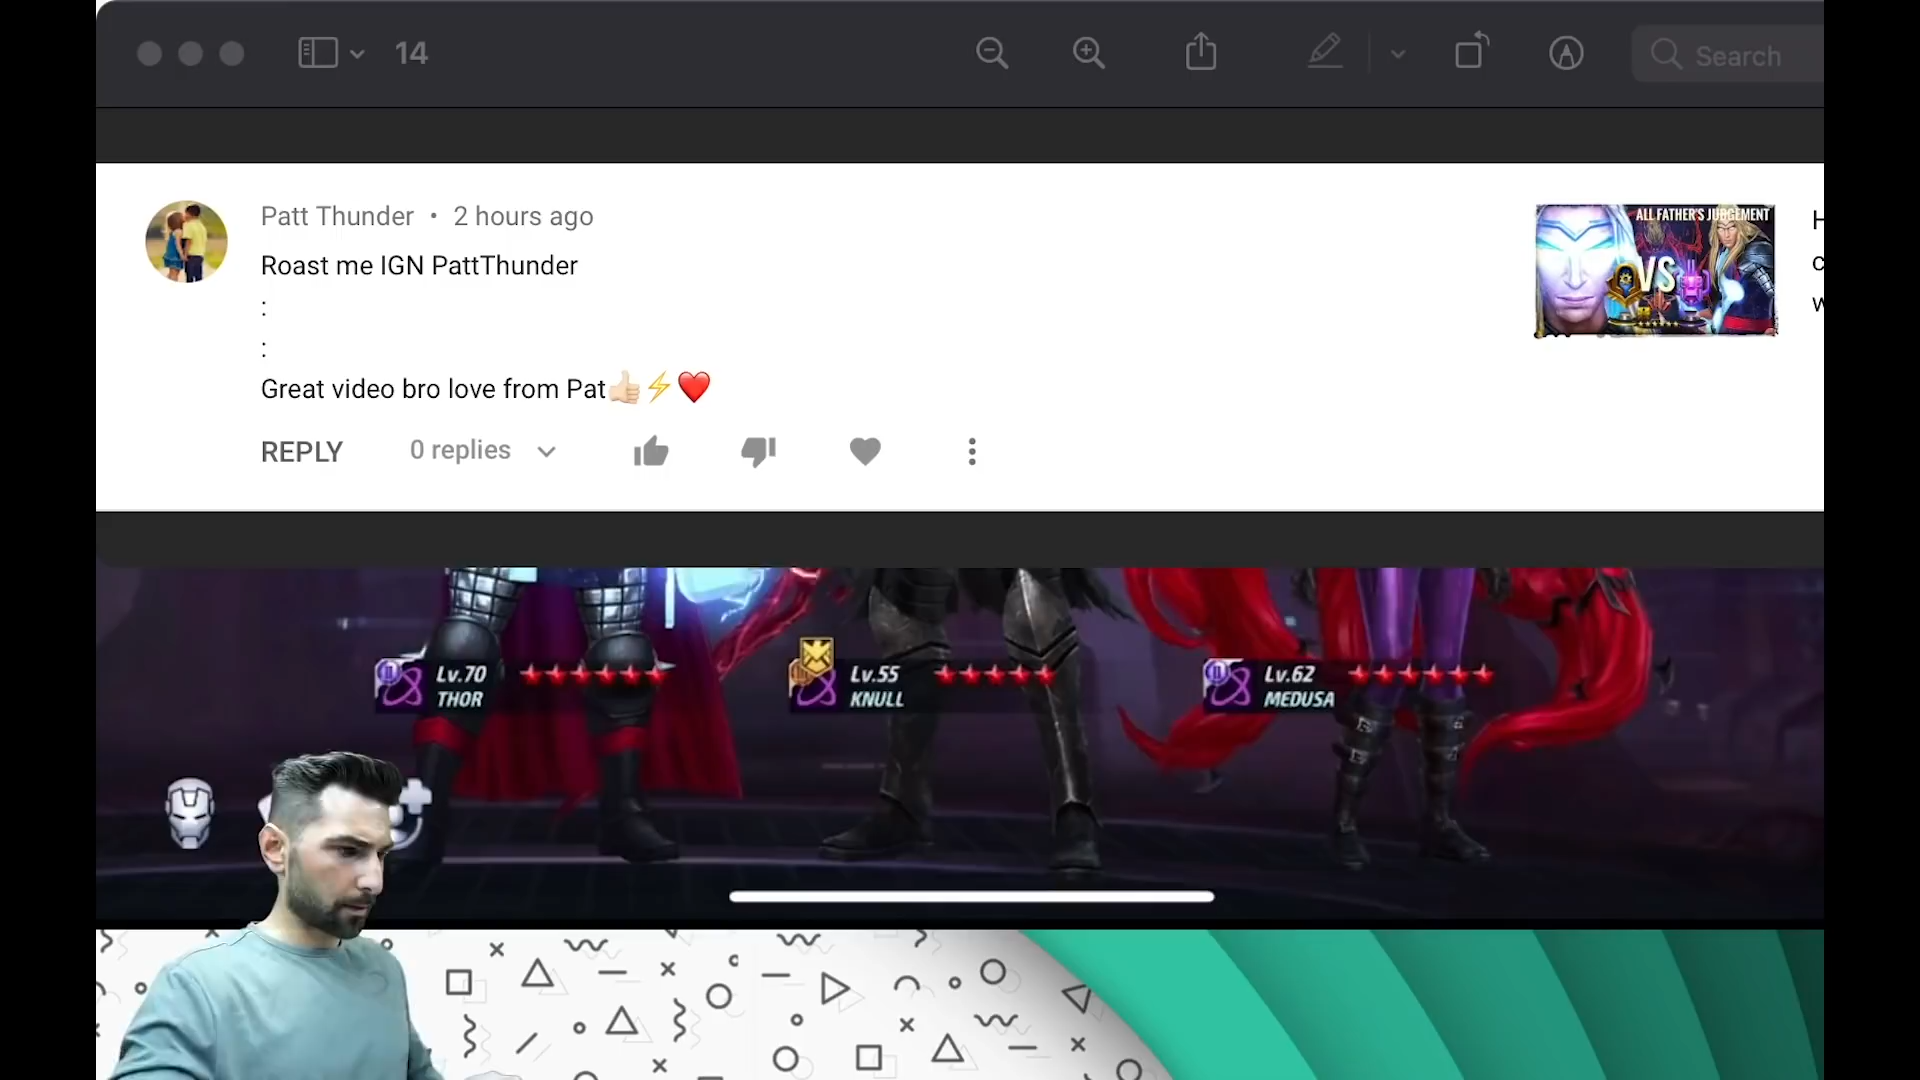 14
Search
Patt Thunder • 2 hours ago
Roast me IGN PattThunder
:
:
Great video bro love from Pat👍🏻⚡❤️
REPLY 0 replies
ALL FATHER'S JUDGEMENT
VS
H
c
w
Lv.70
THOR
Lv.55
KNULL
Lv.62
MEDUSA